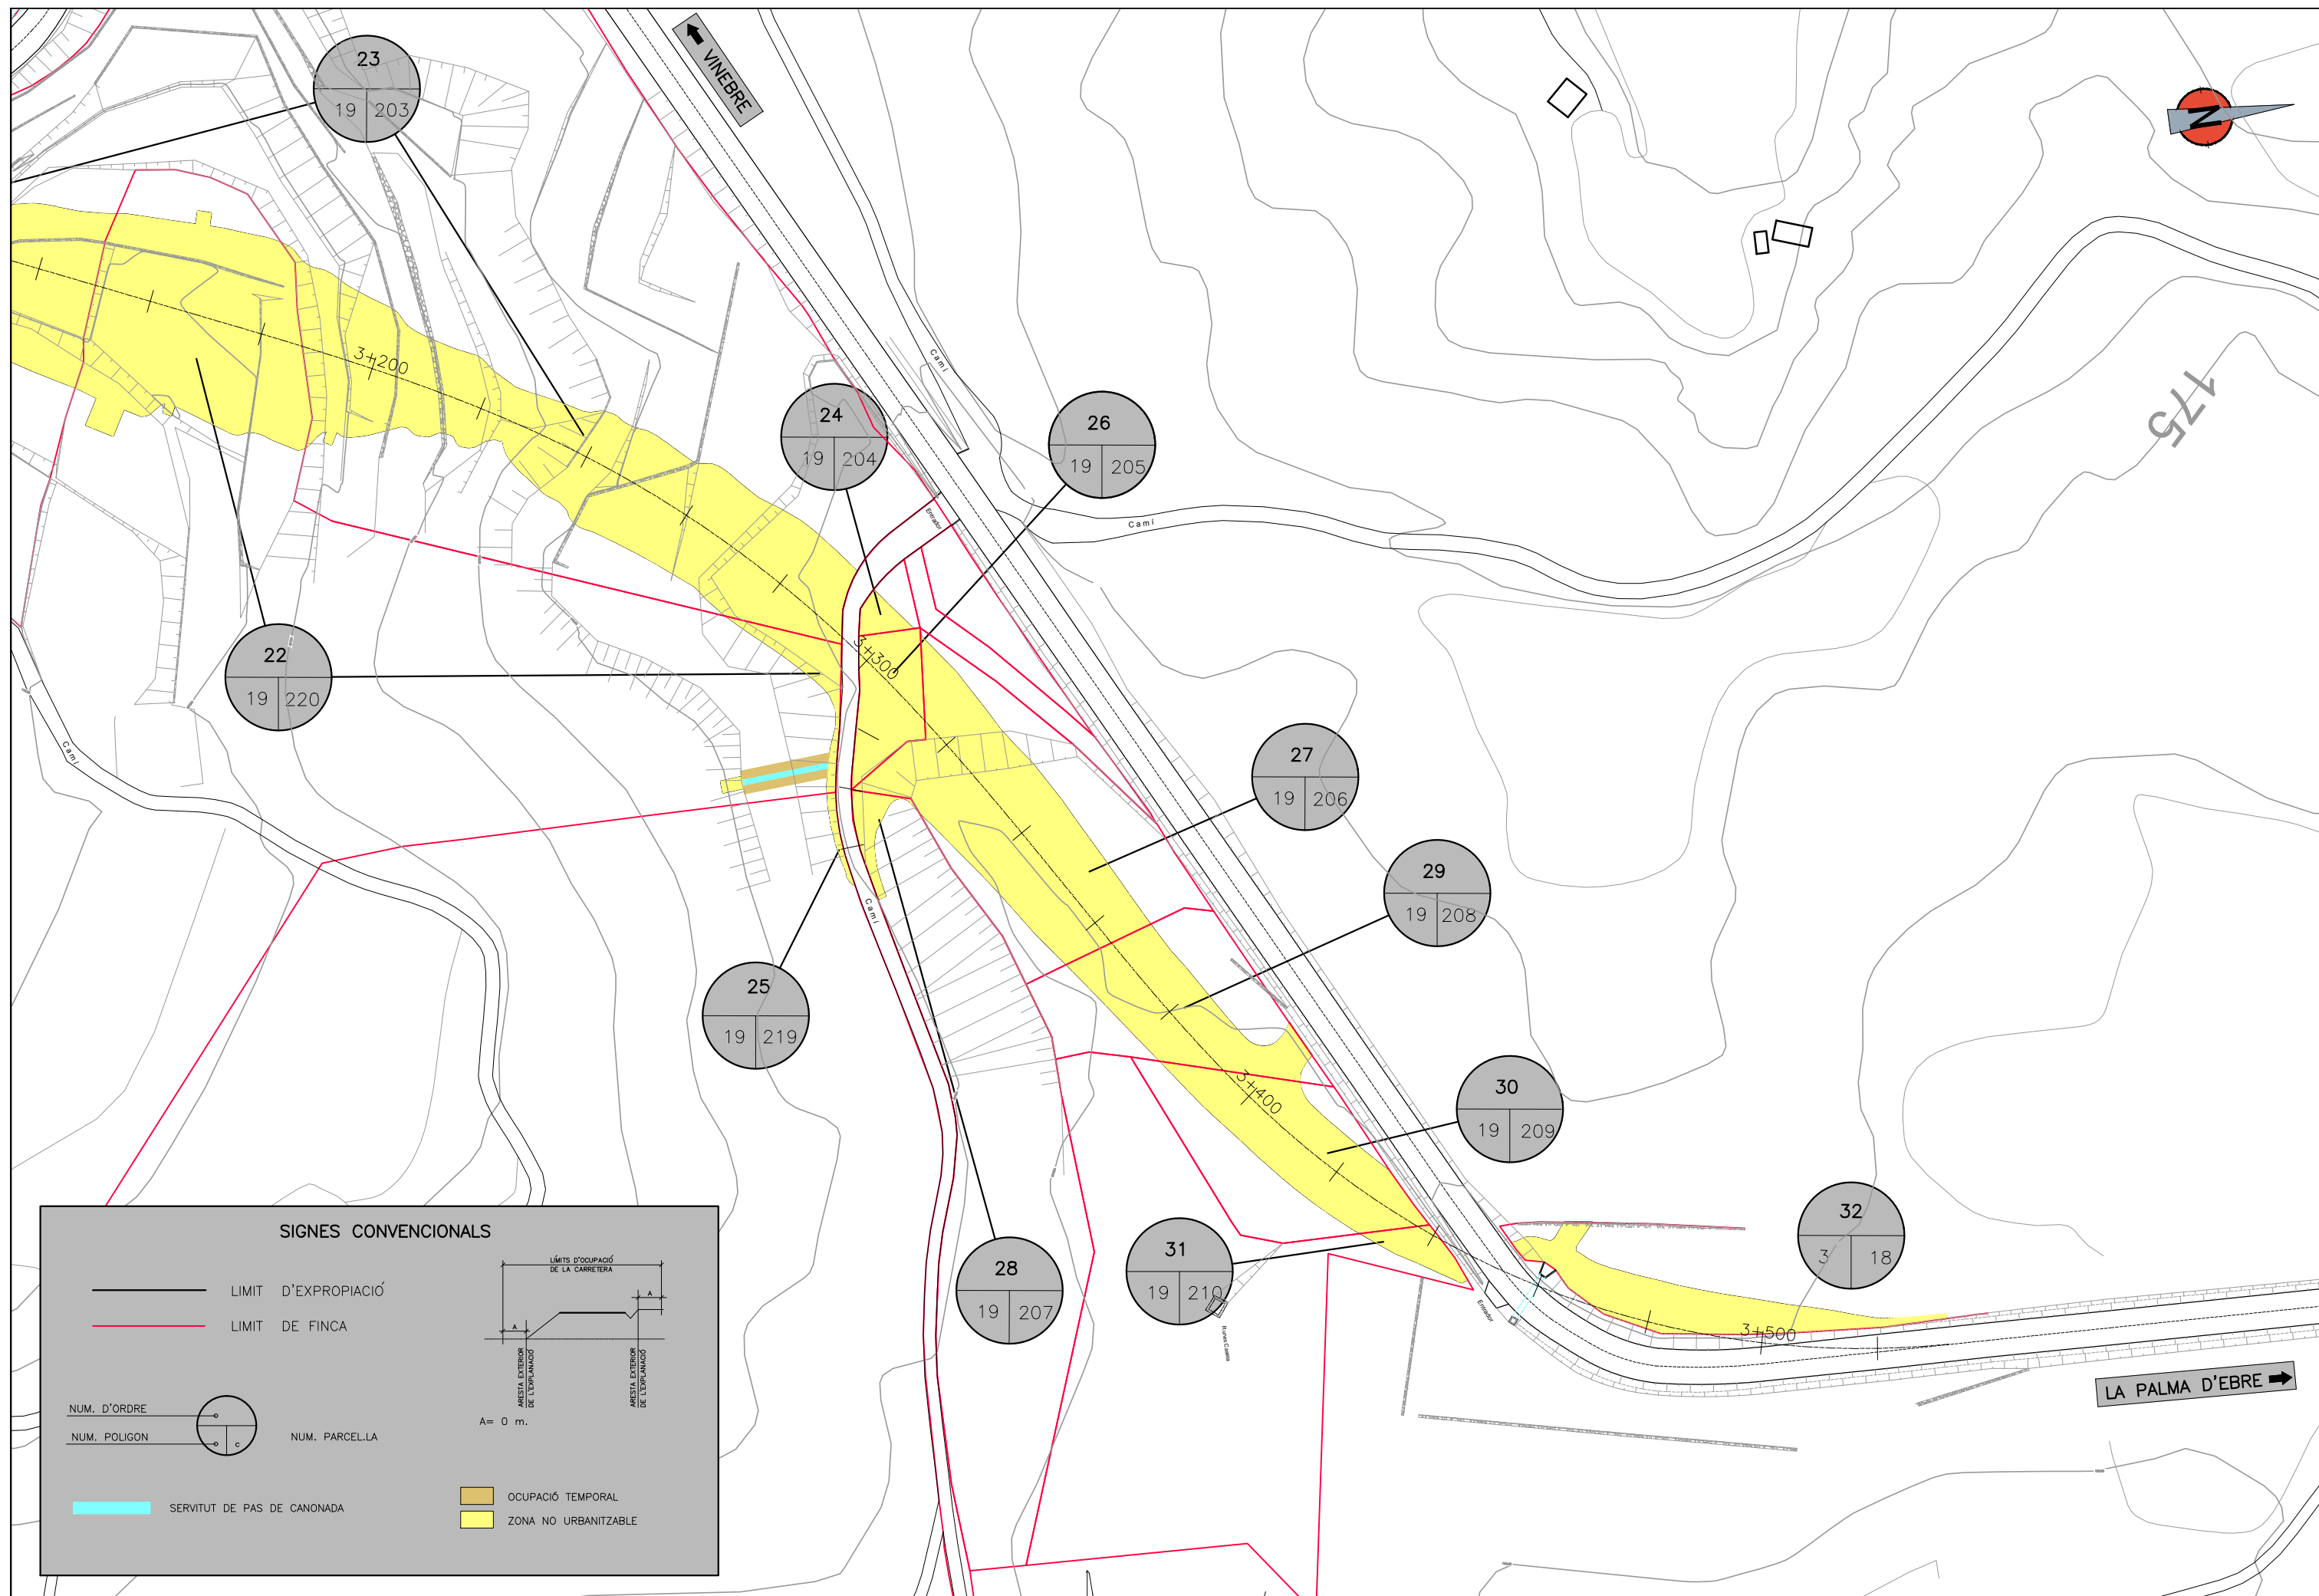 23
19 203
VINEBRE
N
3+200
Camí
24
19 204
26
19 205
175
Entrador
Camí
22
19 220
3+300
Camí
27
19 206
29
19 208
Camí
25
19 219
3+400
30
19 209
31
19 210
28
19 207
32
3 18
Entrador
3+500
LA PALMA D'EBRE
SIGNES CONVENCIONALS
LIMIT D'EXPROPIACIÓ
LIMIT DE FINCA
LÍMITS D'OCUPACIÓ
DE LA CARRETERA
A
A
ARESTA EXTERIOR
DE L'EXPLANACIÓ
ARESTA EXTERIOR
DE L'EXPLANACIÓ
A= 0 m.
NUM. D'ORDRE
NUM. POLIGON
C
NUM. PARCEL.LA
SERVITUT DE PAS DE CANONADA
OCUPACIÓ TEMPORAL
ZONA NO URBANITZABLE